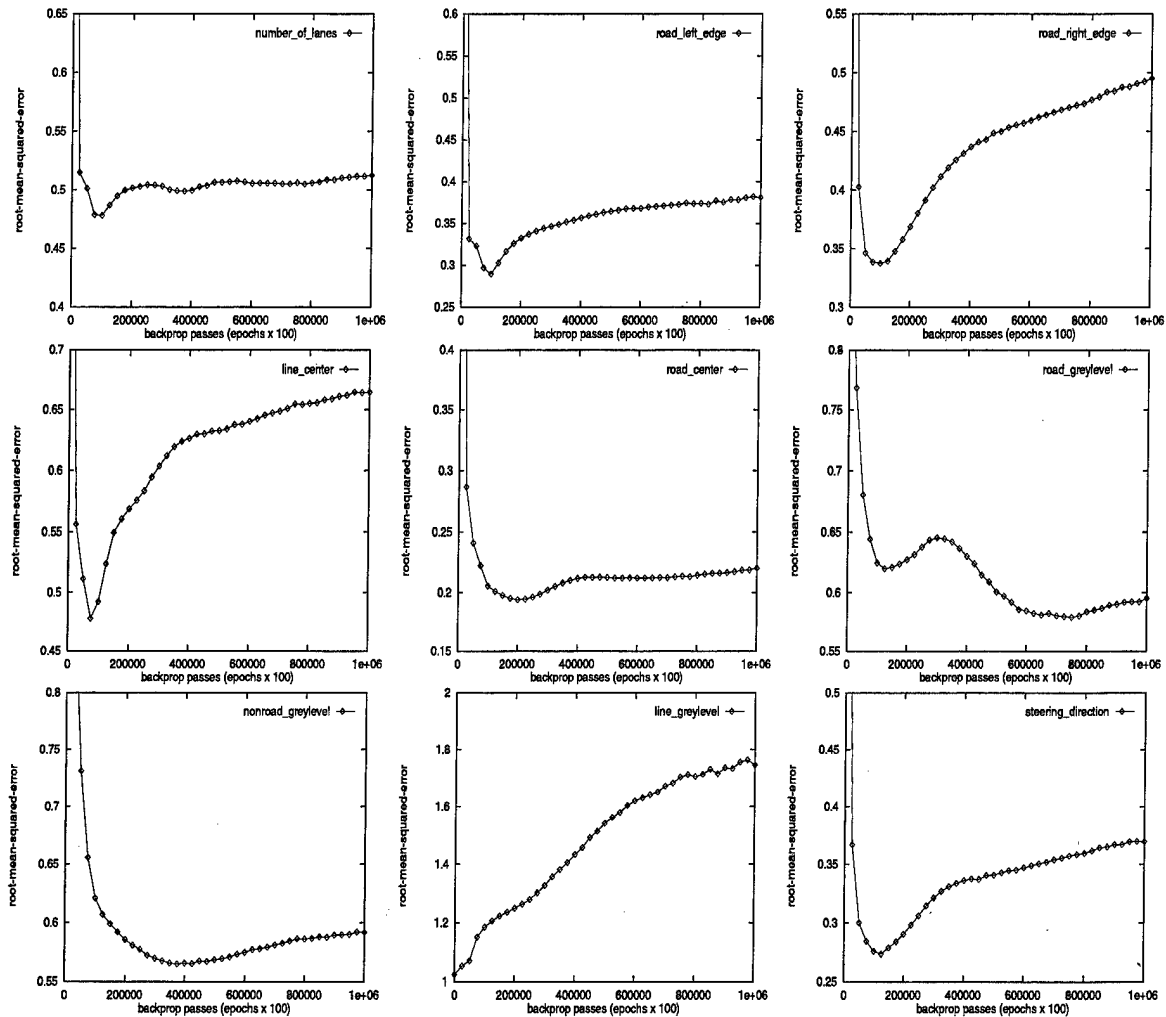 number_of_lanes
root-mean-squared-error
0.65
0.6
0.55
0.5
0.45
0.4
0 200000 400000 600000 800000 1e+06
backprop passes (epochs x 100)
road_left_edge
root-mean-squared-error
0.6
0.55
0.5
0.45
0.4
0.35
0.3
0.25
0 200000 400000 600000 800000 1e+06
backprop passes (epochs x 100)
road_right_edge
root-mean-squared-error
0.55
0.5
0.45
0.4
0.35
0.3
0 200000 400000 600000 800000 1e+06
backprop passes (epochs x 100)
line_center
root-mean-squared-error
0.7
0.65
0.6
0.55
0.5
0.45
0 200000 400000 600000 800000 1e+06
backprop passes (epochs x 100)
road_center
root-mean-squared-error
0.4
0.35
0.3
0.25
0.2
0.15
0 200000 400000 600000 800000 1e+06
backprop passes (epochs x 100)
road_greylevel
root-mean-squared-error
0.8
0.75
0.7
0.65
0.6
0.55
0 200000 400000 600000 800000 1e+06
backprop passes (epochs x 100)
nonroad_greylevel
root-mean-squared-error
0.8
0.75
0.7
0.65
0.6
0.55
0 200000 400000 600000 800000 1e+06
backprop passes (epochs x 100)
line_greylevel
root-mean-squared-error
2
1.8
1.6
1.4
1.2
1
0 200000 400000 600000 800000 1e+06
backprop passes (epochs x 100)
steering_direction
root-mean-squared-error
0.5
0.45
0.4
0.35
0.3
0.25
0 200000 400000 600000 800000 1e+06
backprop passes (epochs x 100)